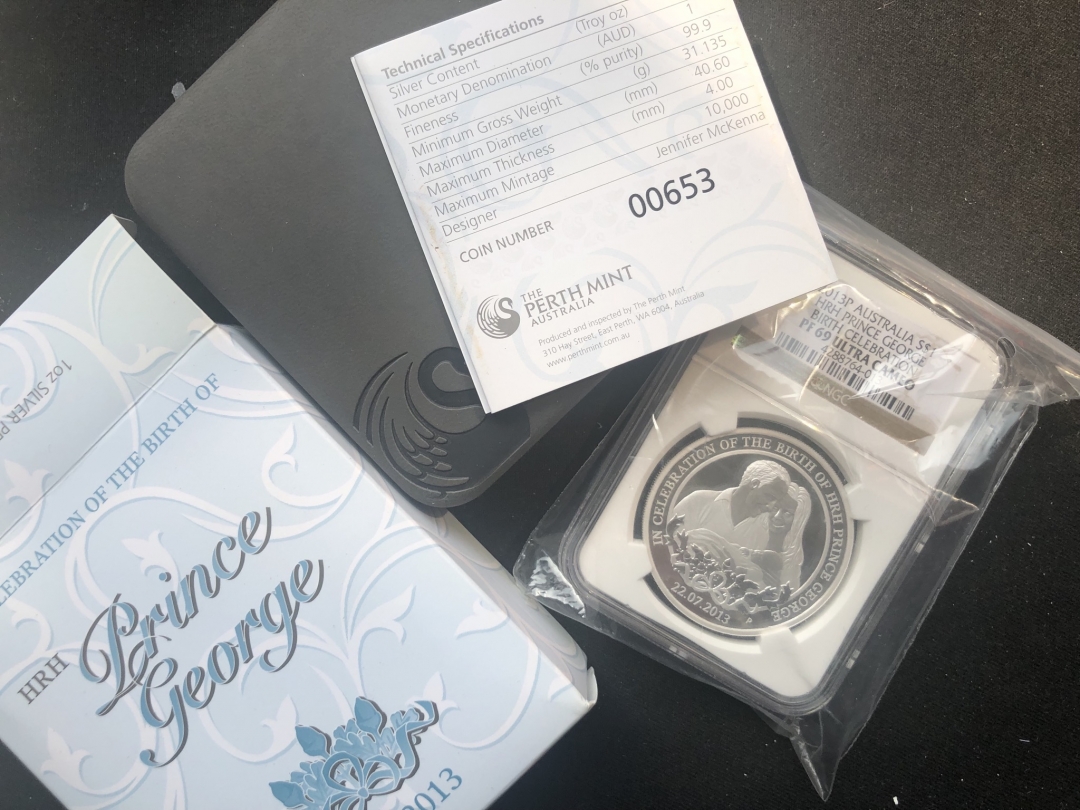 Technical Specifications
Silver Content (Troy oz) 1
Monetary Denomination (AUD)
Fineness (% purity) 99.9
Minimum Gross Weight (g) 31.135
Maximum Diameter (mm) 40.60
Maximum Thickness (mm) 4.00
Maximum Mintage 10,000
Designer Jennifer McKenna
COIN NUMBER 00653
THE
PERTH MINT
AUSTRALIA
Produced and inspected by The Perth Mint
310 Hay Street, East Perth, WA 6004, Australia
www.perthmint.com.au
1oz SILVER
OF THE BIRTH OF
HRH Prince
George
2013
2013P AUSTRALIA
HRH PRINCE GEORGE
BIRTH CELEBRATION
PF 69 ULTRA CAMEO
NGC
IN CELEBRATION OF THE BIRTH OF HRH PRINCE GEORGE
22.07.2013 P